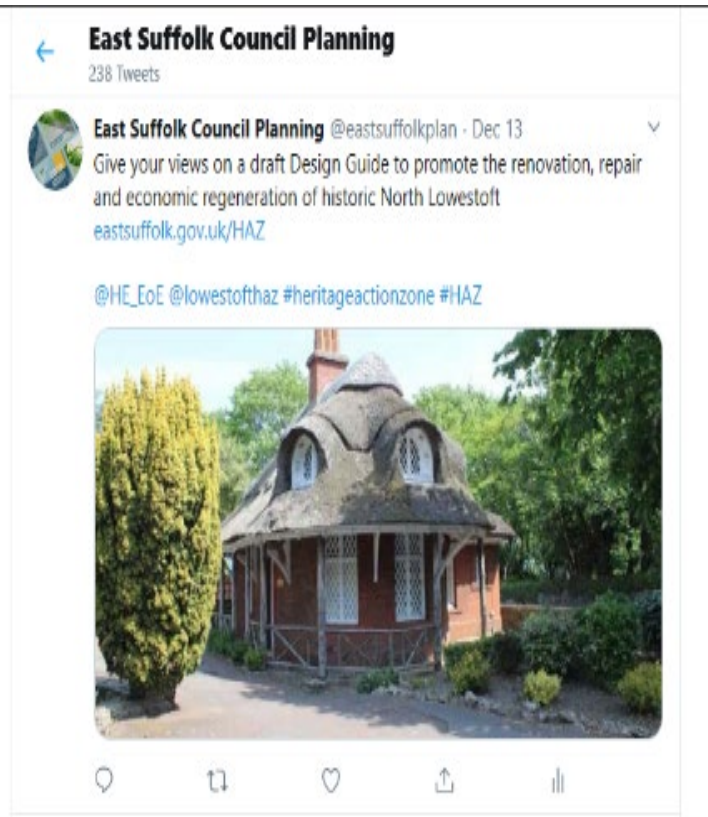 East Suffolk Council Planning
238 Tweets
East Suffolk Council Planning @eastsuffolkplan · Dec 13
Give your views on a draft Design Guide to promote the renovation, repair
and economic regeneration of historic North Lowestoft
eastsuffolk.gov.uk/HAZ
@HE_EoE @lowestofthaz #heritageactionzone #HAZ